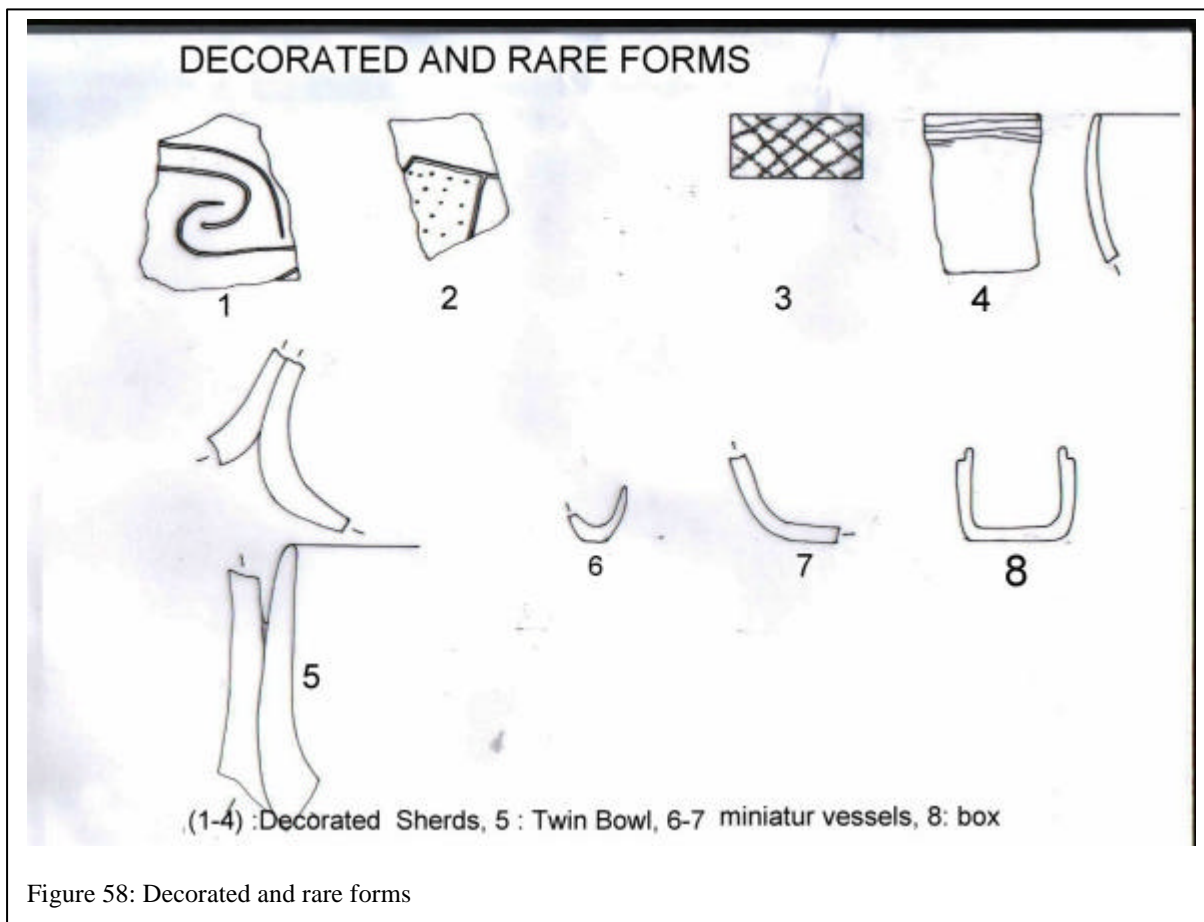 DECORATED AND RARE FORMS
1 2 3 4
6 7 8
5
,(1-4) :Decorated Sherds, 5 : Twin Bowl, 6-7 miniatur vessels, 8: box
Figure 58: Decorated and rare forms